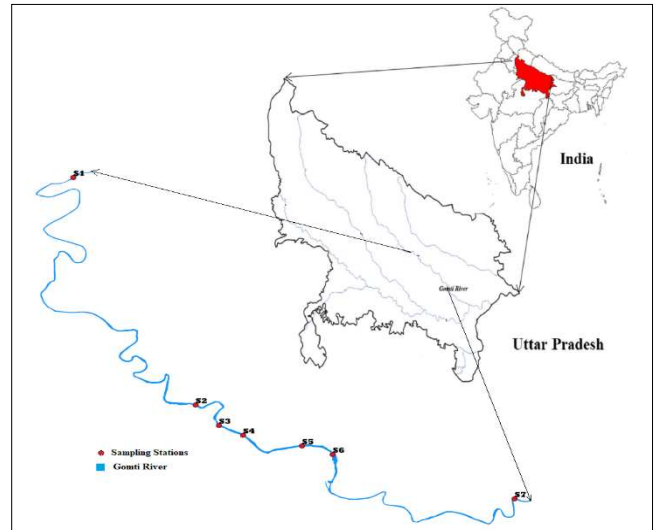 India
S1
Gomti River
Uttar Pradesh
S2
S3
S4
S5
S6
Sampling Stations
Gomti River
S7